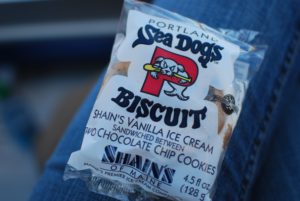 PORTLAND
Sea Dogs
P
BISCUIT
SHAIN'S VANILLA ICE CREAM
SANDWICHED BETWEEN
TWO CHOCOLATE CHIP COOKIES
SHAIN'S
OF MAINE
4.5 fl oz
(128 g)